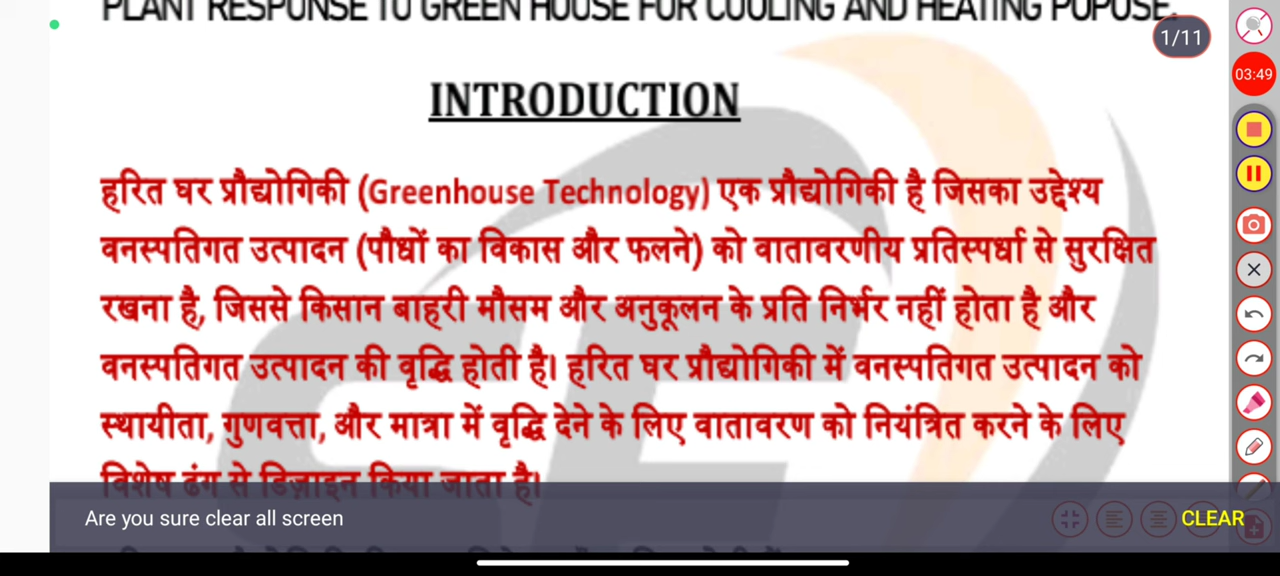 PLANT RESPONSE TO GREEN HOUSE FOR COOLING AND HEATING POPOSE.
1/11
03:49
INTRODUCTION
हरित घर प्रौद्योगिकी (Greenhouse Technology) एक प्रौद्योगिकी है जिसका उद्देश्य
वनस्पतिगत उत्पादन (पौधों का विकास और फलने) को वातावरणीय प्रतिस्पर्धा से सुरक्षित
रखना है, जिससे किसान बाहरी मौसम और अनुकूलन के प्रति निर्भर नहीं होता है और
वनस्पतिगत उत्पादन की वृद्धि होती है। हरित घर प्रौद्योगिकी में वनस्पतिगत उत्पादन को
स्थायीता, गुणवत्ता, और मात्रा में वृद्धि देने के लिए वातावरण को नियंत्रित करने के लिए
विशेष ढंग से डिज़ाइन किया जाता है।
Are you sure clear all screen
CLEAR